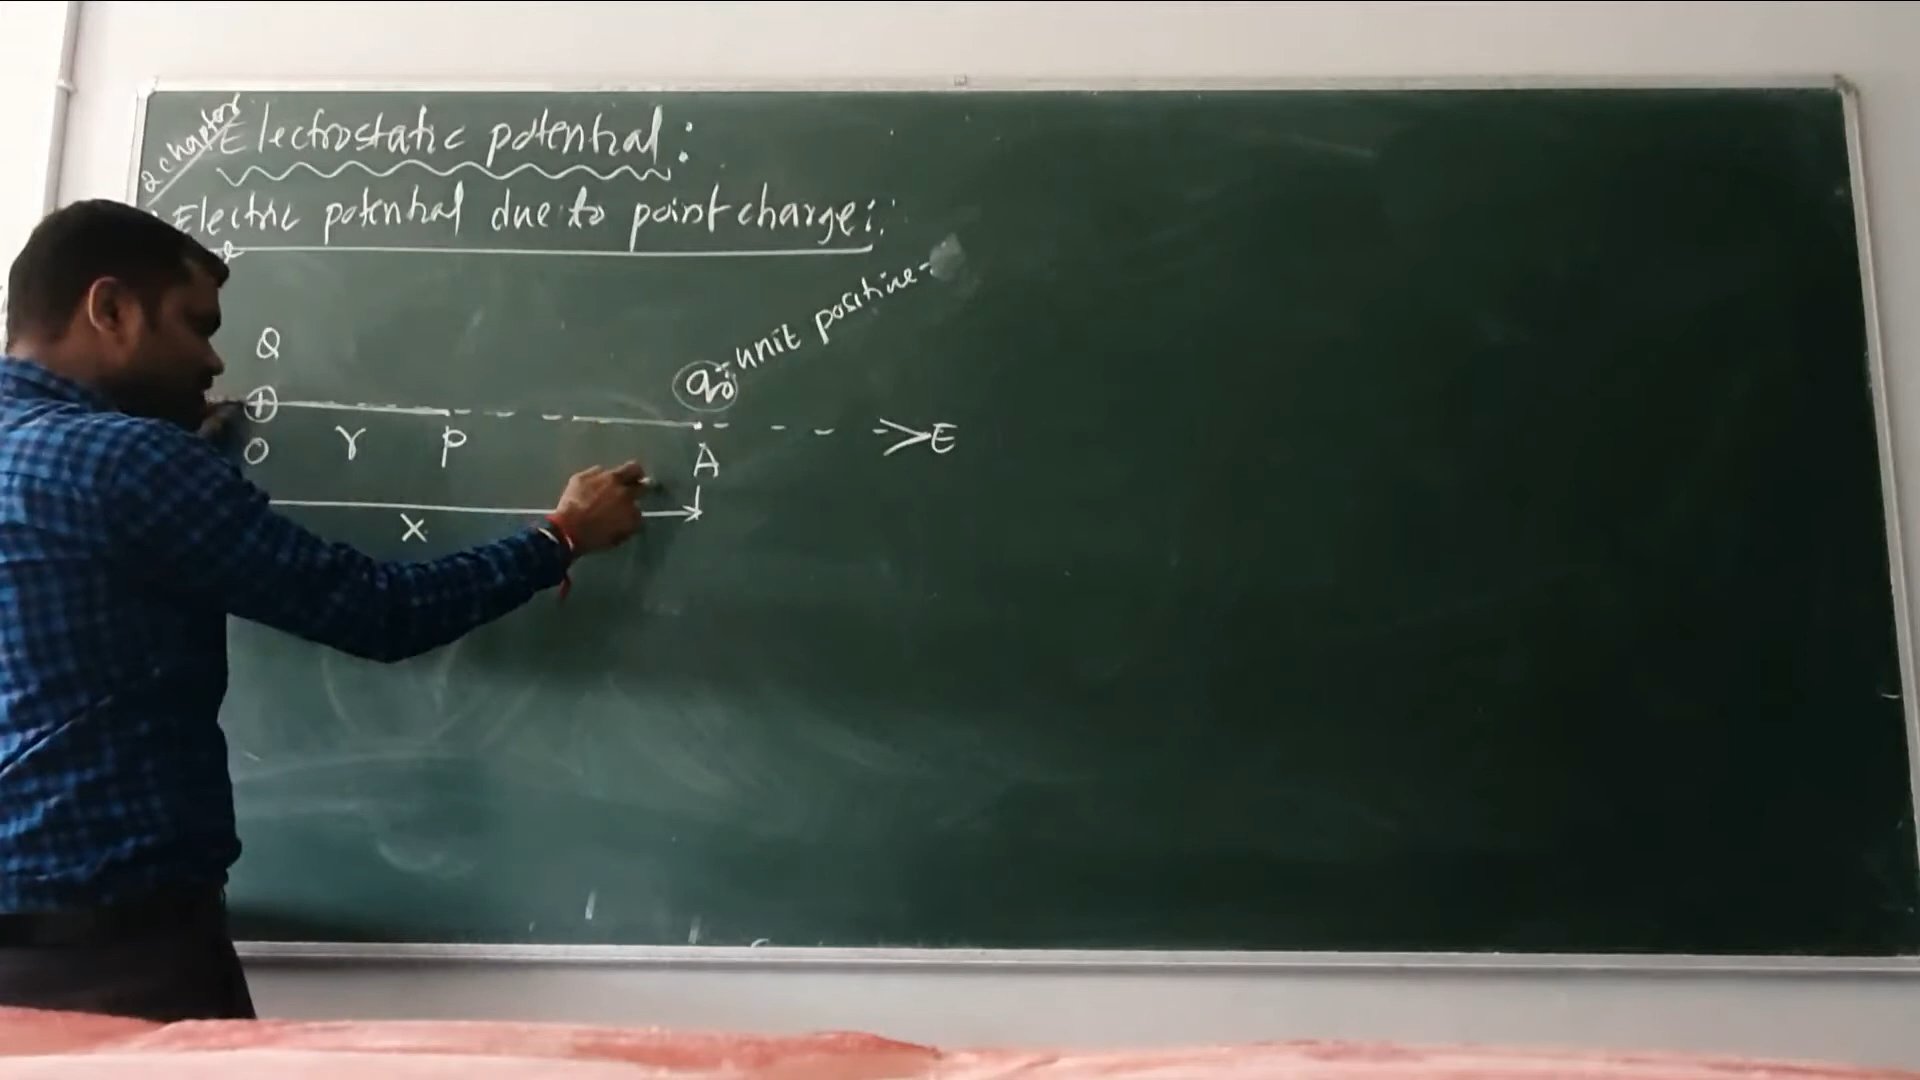 2 chapter
Electrostatic potential:
Electric potential due to point charge:
unit positive-
Q
q₀
+
E
O
r
P
A
X